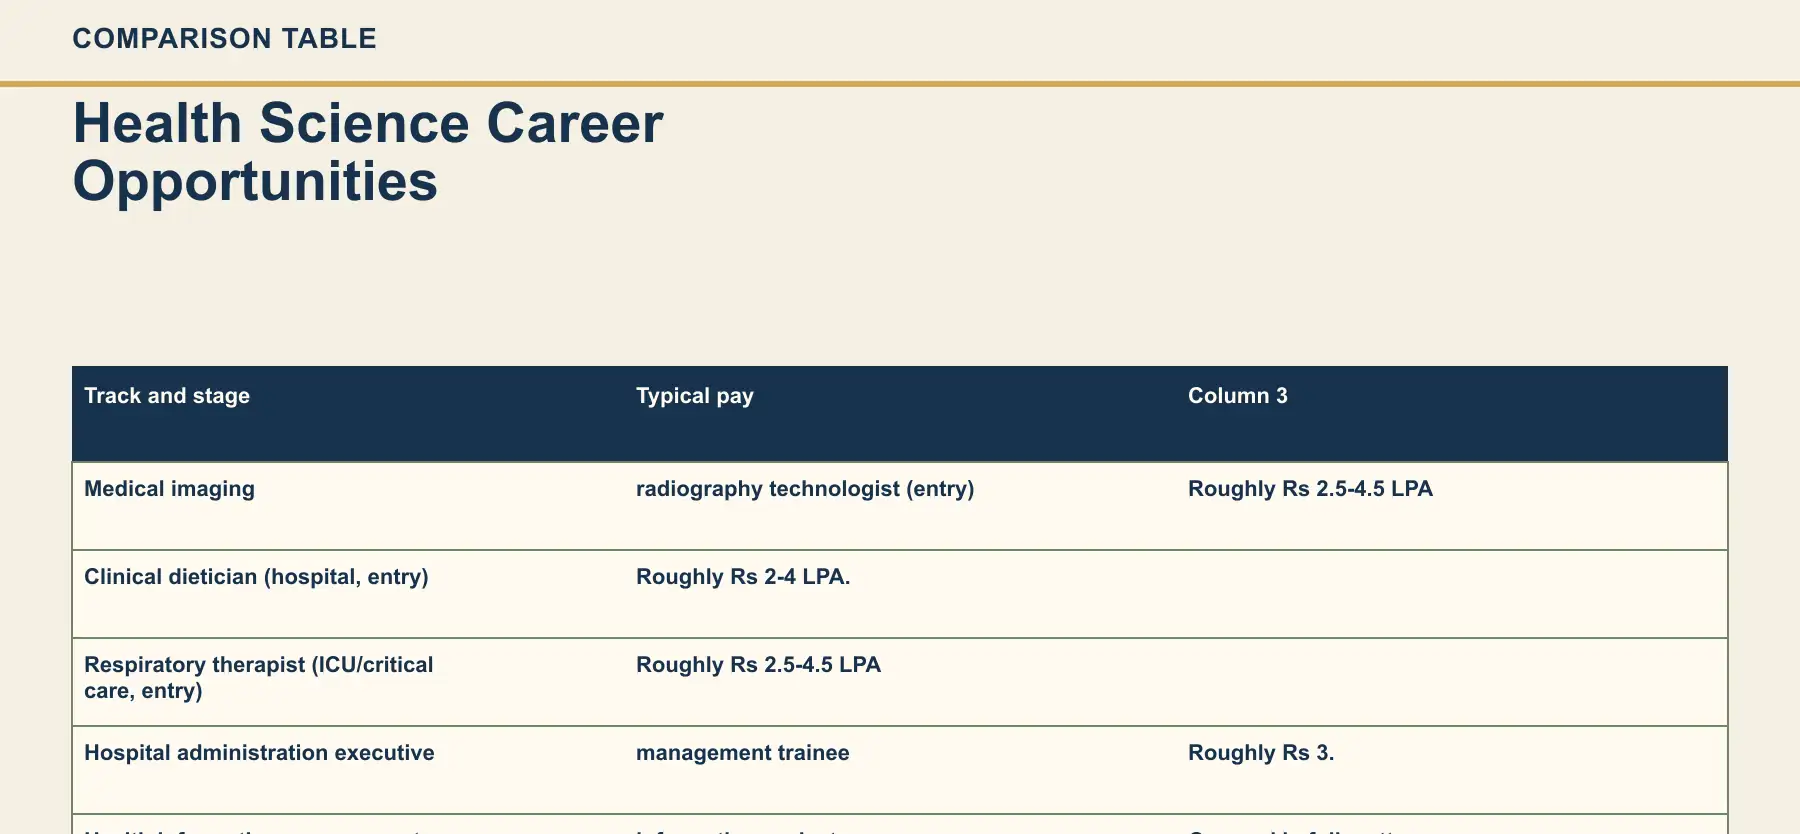 COMPARISON TABLE
Health Science Career
Opportunities
Track and stage Typical pay Column 3
Medical imaging radiography technologist (entry) Roughly Rs 2.5-4.5 LPA
Clinical dietician (hospital, entry) Roughly Rs 2-4 LPA.
Respiratory therapist (ICU/critical Roughly Rs 2.5-4.5 LPA
care, entry)
Hospital administration executive management trainee Roughly Rs 3.